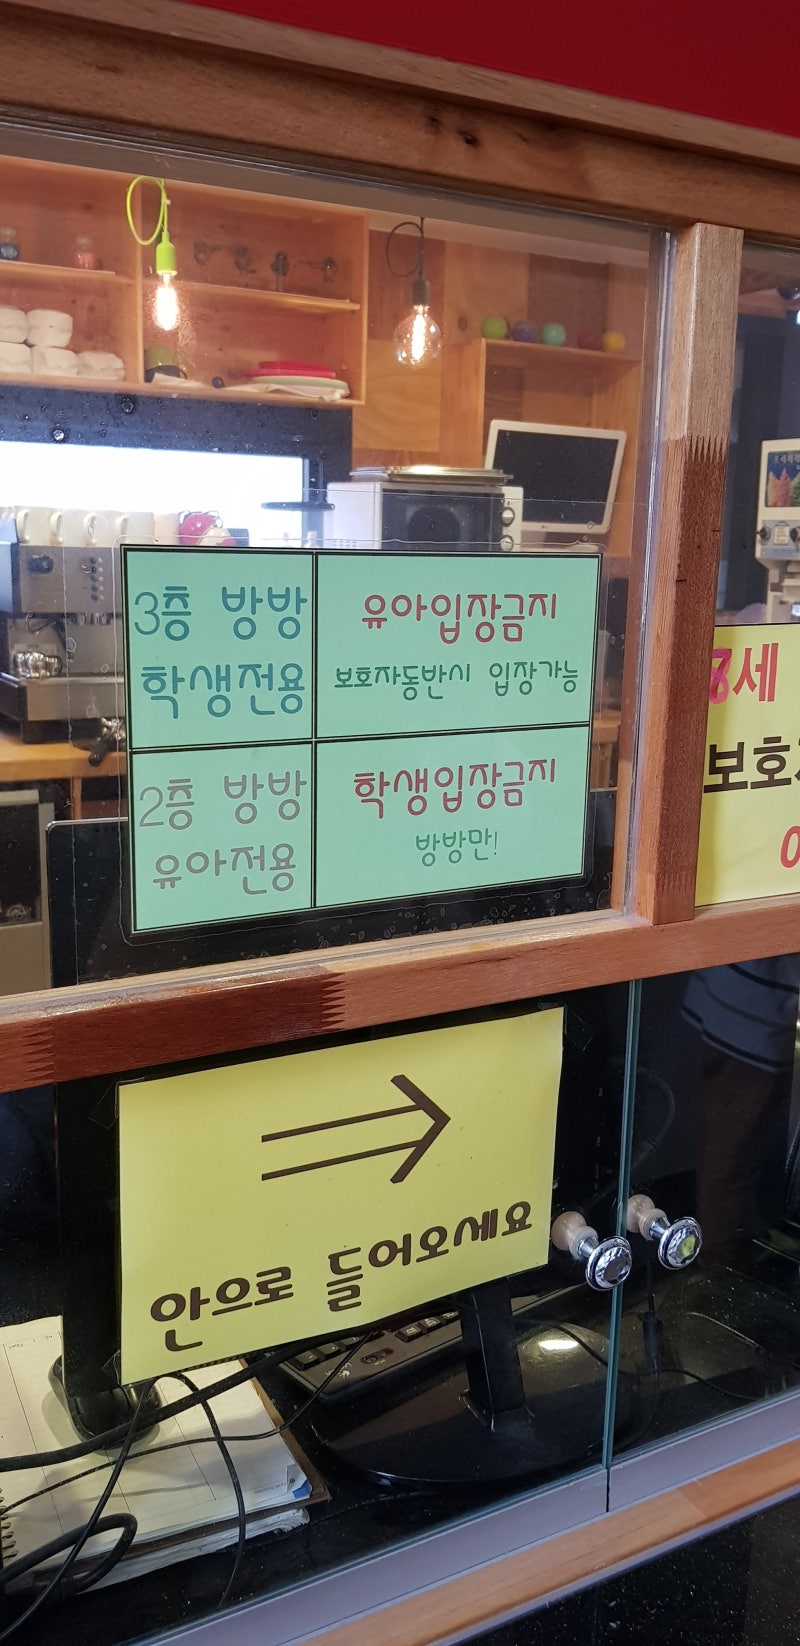 3층 방방
학생전용
유아입장금지
보호자동반시 입장가능
2층 방방
유아전용
학생입장금지
방방만!
세
보호
안으로 들어오세요